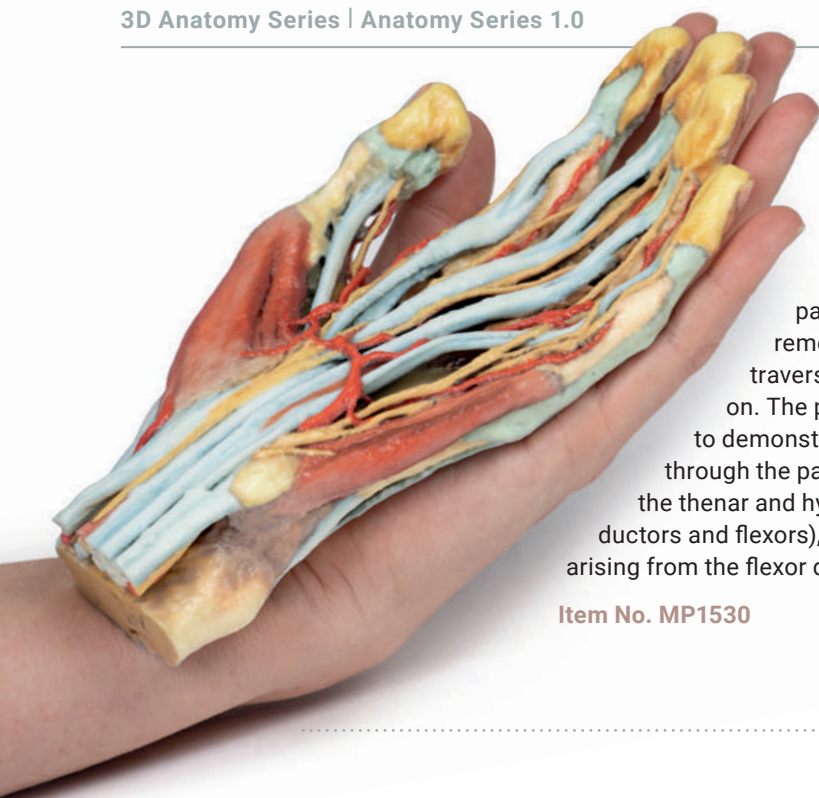 3D Anatomy Series | Anatomy Series 1.0
pa
remo
travers
on. The p
to demonst
through the pa
the thenar and hy
ductors and flexors),
arising from the flexor d
Item No. MP1530